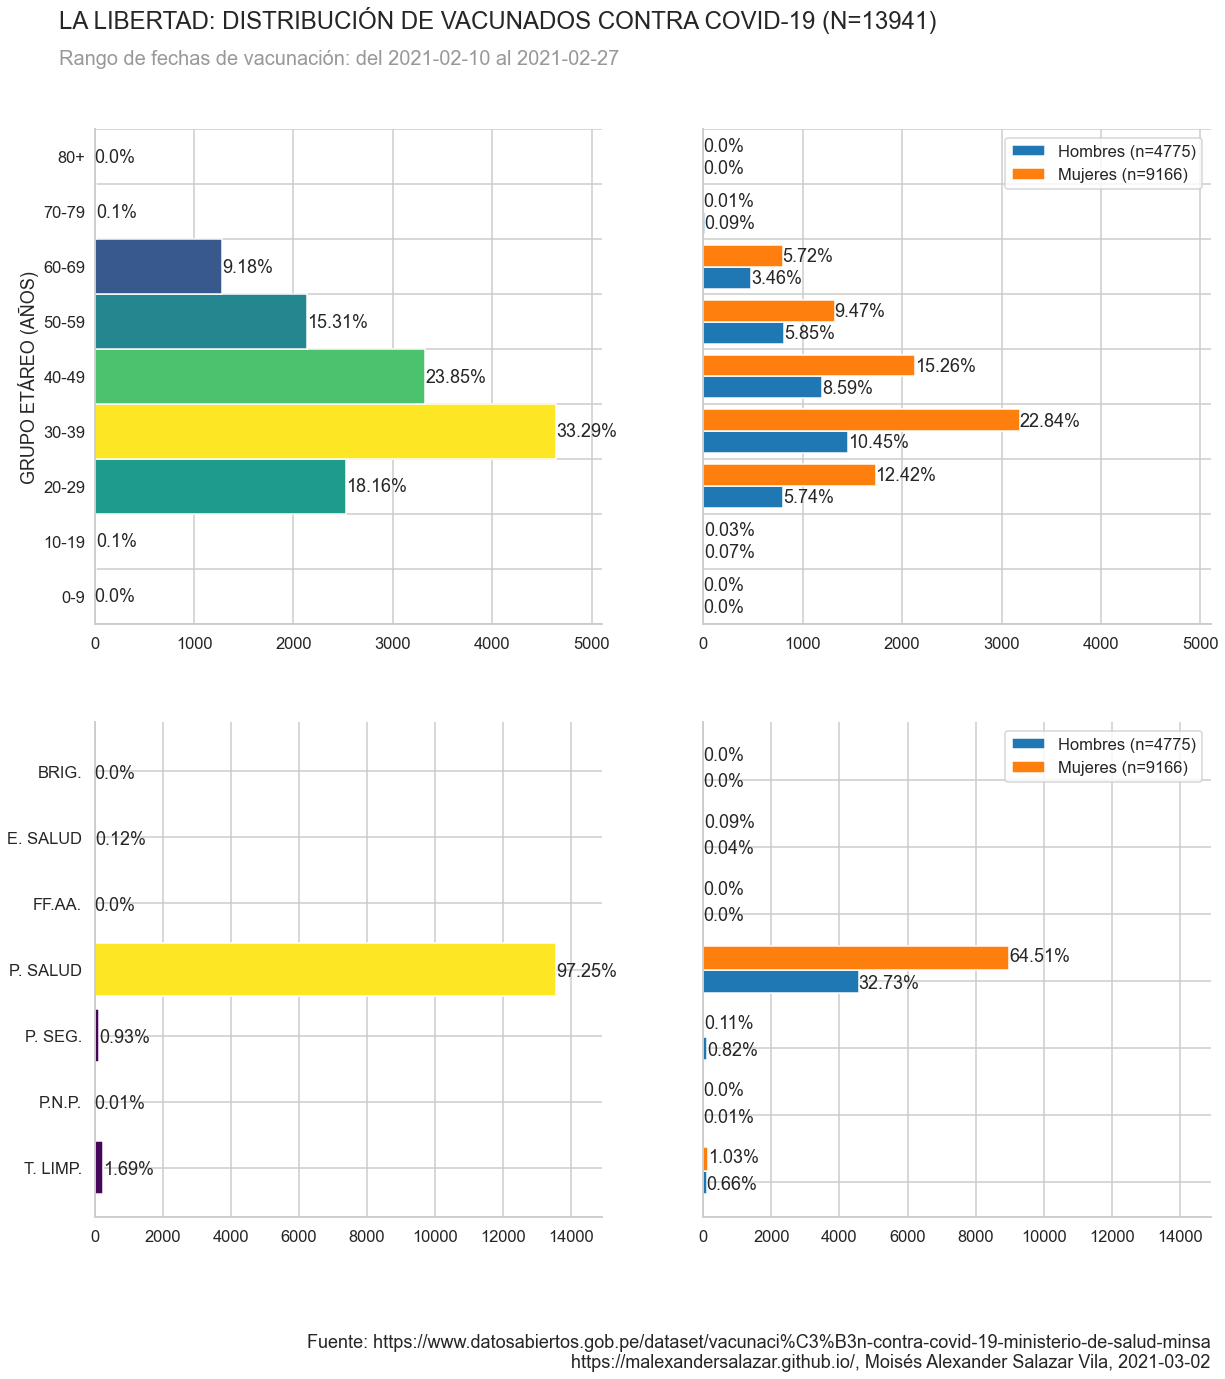 LA LIBERTAD: DISTRIBUCIÓN DE VACUNADOS CONTRA COVID-19 (N=13941)
Rango de fechas de vacunación: del 2021-02-10 al 2021-02-27
GRUPO ETÁREO (AÑOS)
80+ 0.0%
70-79 0.1%
60-69 9.18%
50-59 15.31%
40-49 23.85%
30-39 33.29%
20-29 18.16%
10-19 0.1%
0-9 0.0%
0 1000 2000 3000 4000 5000
Hombres (n=4775)
Mujeres (n=9166)
0.0%
0.0%
0.01%
0.09%
5.72%
3.46%
9.47%
5.85%
15.26%
8.59%
22.84%
10.45%
12.42%
5.74%
0.03%
0.07%
0.0%
0.0%
0 1000 2000 3000 4000 5000
BRIG. 0.0%
E. SALUD 0.12%
FF.AA. 0.0%
P. SALUD 97.25%
P. SEG. 0.93%
P.N.P. 0.01%
T. LIMP. 1.69%
0 2000 4000 6000 8000 10000 12000 14000
Hombres (n=4775)
Mujeres (n=9166)
0.0%
0.0%
0.09%
0.04%
0.0%
0.0%
64.51%
32.73%
0.11%
0.82%
0.0%
0.01%
1.03%
0.66%
0 2000 4000 6000 8000 10000 12000 14000
Fuente: https://www.datosabiertos.gob.pe/dataset/vacunaci%C3%B3n-contra-covid-19-ministerio-de-salud-minsa
https://malexandersalazar.github.io/, Moisés Alexander Salazar Vila, 2021-03-02